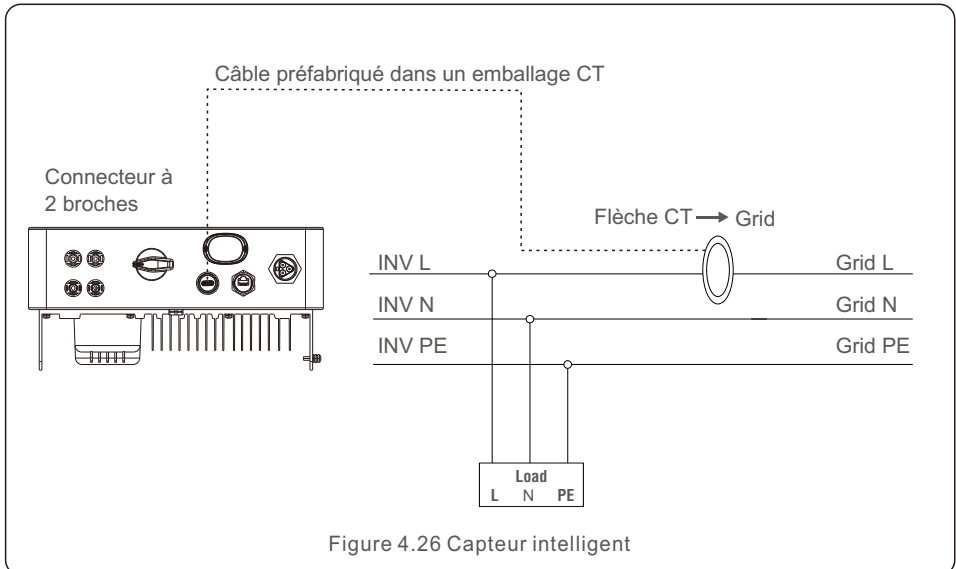 Câble préfabriqué dans un emballage CT
Connecteur à
2 broches
Flèche CT → Grid
INV L
Grid L
INV N
Grid N
INV PE
Grid PE
Load
L N PE
Figure 4.26 Capteur intelligent